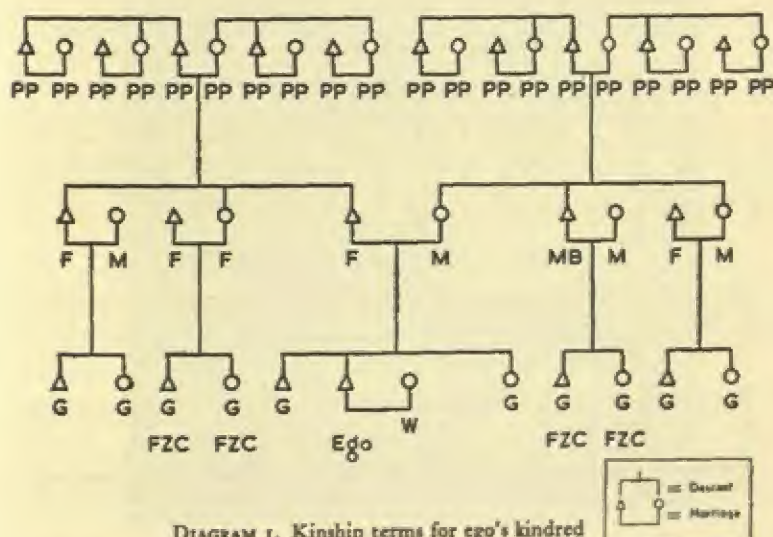 PP PP PP PP PP PP PP PP PP PP PP PP PP PP PP PP PP PP PP PP
F M F F F M MB M F M
G G G G G G G G G G
W
FZC FZC Ego FZC FZC
= Descent
= Marriage
DIAGRAM 1. Kinship terms for ego's kindred